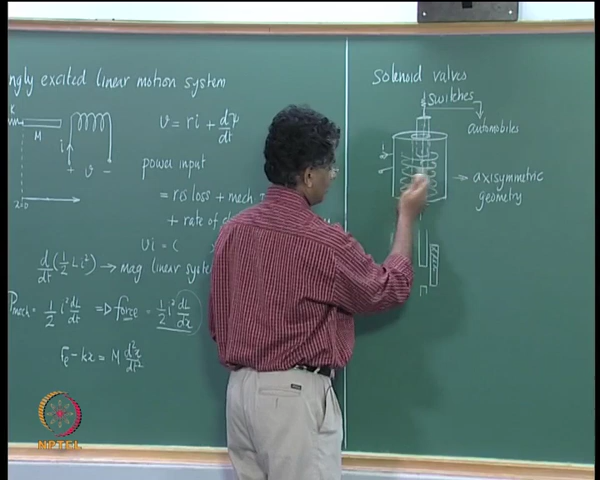 ngly excited linear motion system
K
M
i
+ v -
x=0
v = ri + dψ/dt
power input
= ris loss + mech
+ rate of
vi =
d/dt (1/2 Li²) → mag linear syste
Pmech = 1/2 i² dL/dt ⇒ force = 1/2 i² dL/dx
Fe - kx = M d²x/dt²
Solenoid valves
switches
automobiles
i
→ axisymmetric
geometry
NPTEL